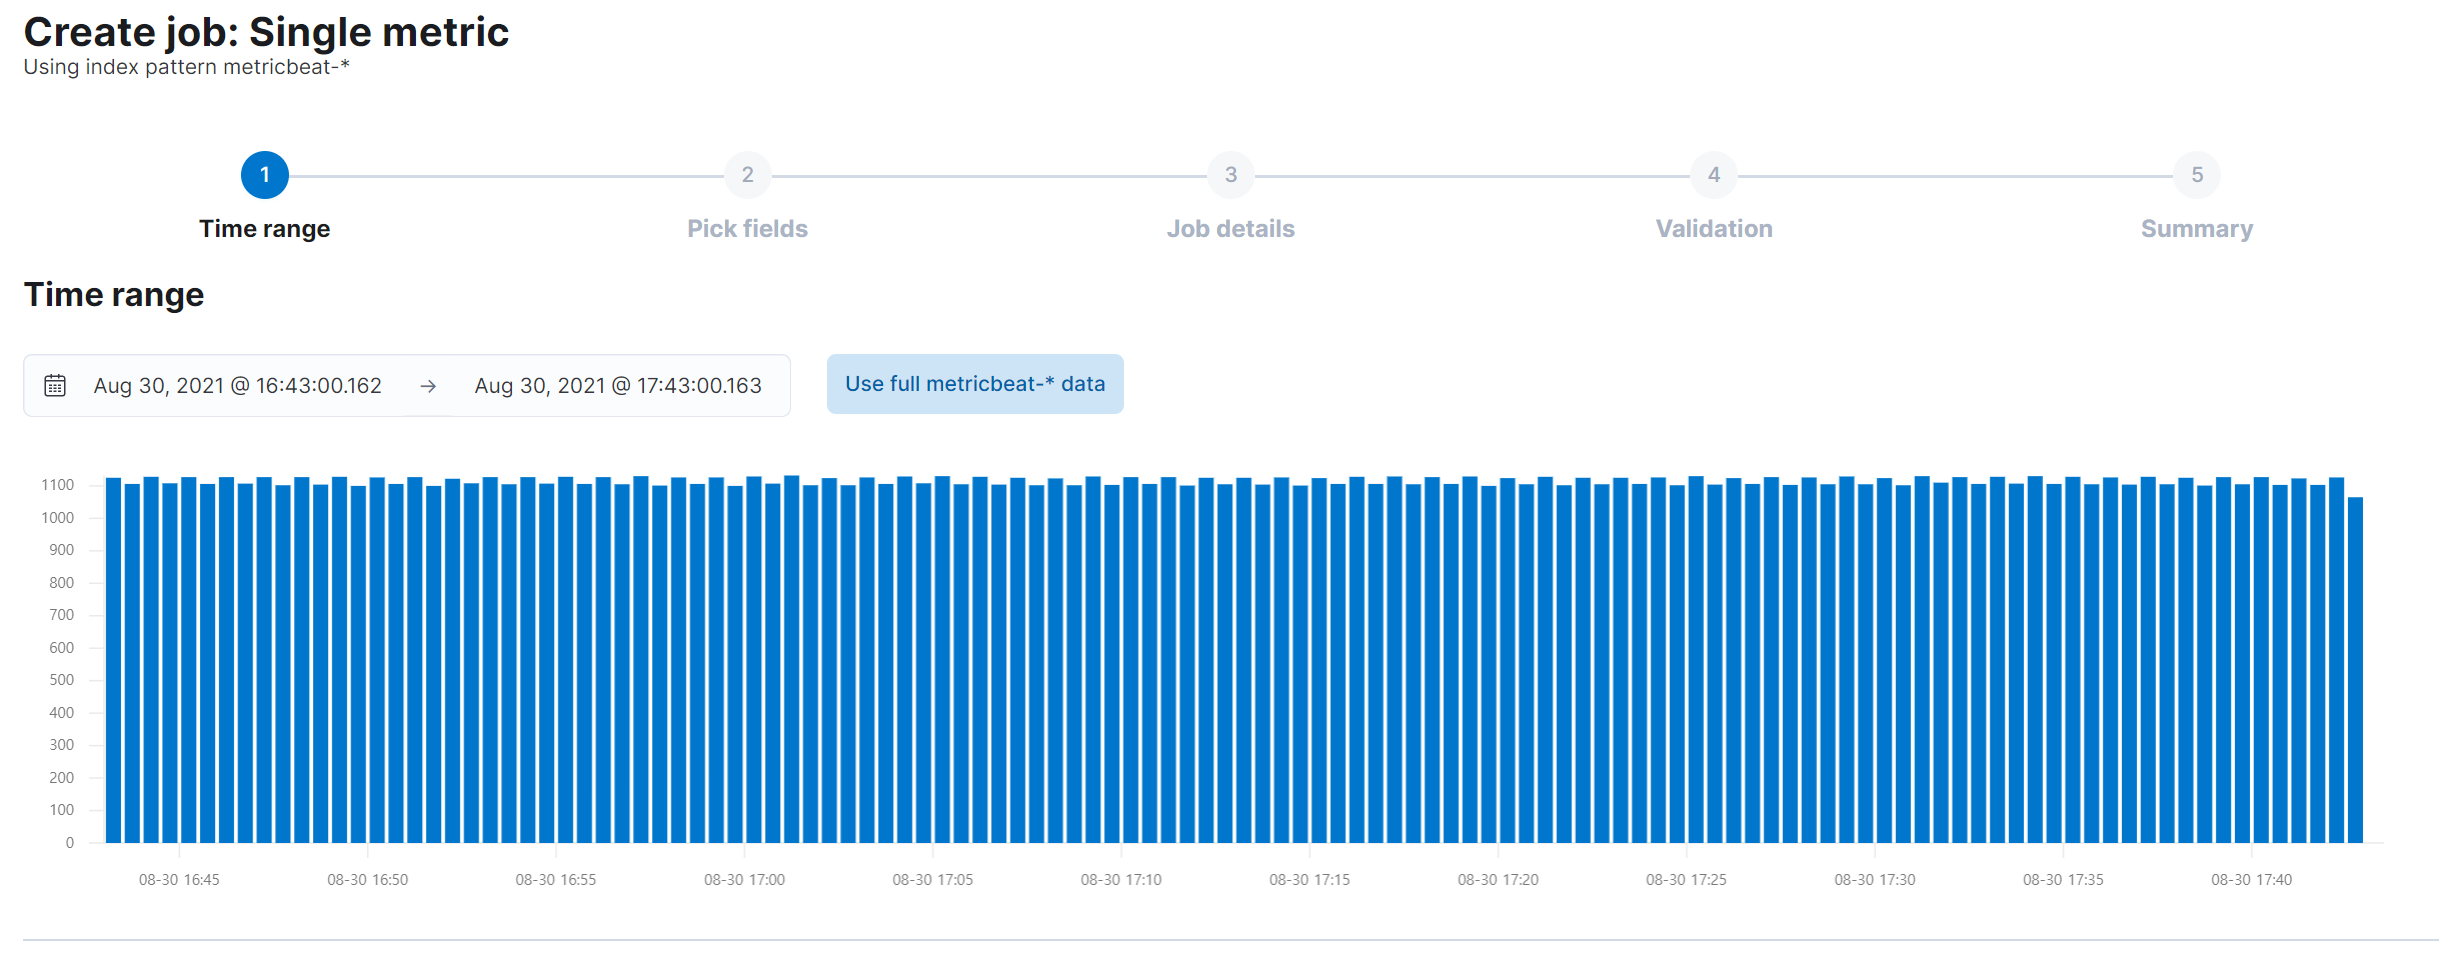 Create job: Single metric
Using index pattern metricbeat-*
1 2 3 4 5
Time range Pick fields Job details Validation Summary
Time range
Aug 30, 2021 @ 16:43:00.162 → Aug 30, 2021 @ 17:43:00.163 Use full metricbeat-* data
1100
1000
900
800
700
600
500
400
300
200
100
0
08-30 16:45 08-30 16:50 08-30 16:55 08-30 17:00 08-30 17:05 08-30 17:10 08-30 17:15 08-30 17:20 08-30 17:25 08-30 17:30 08-30 17:35 08-30 17:40